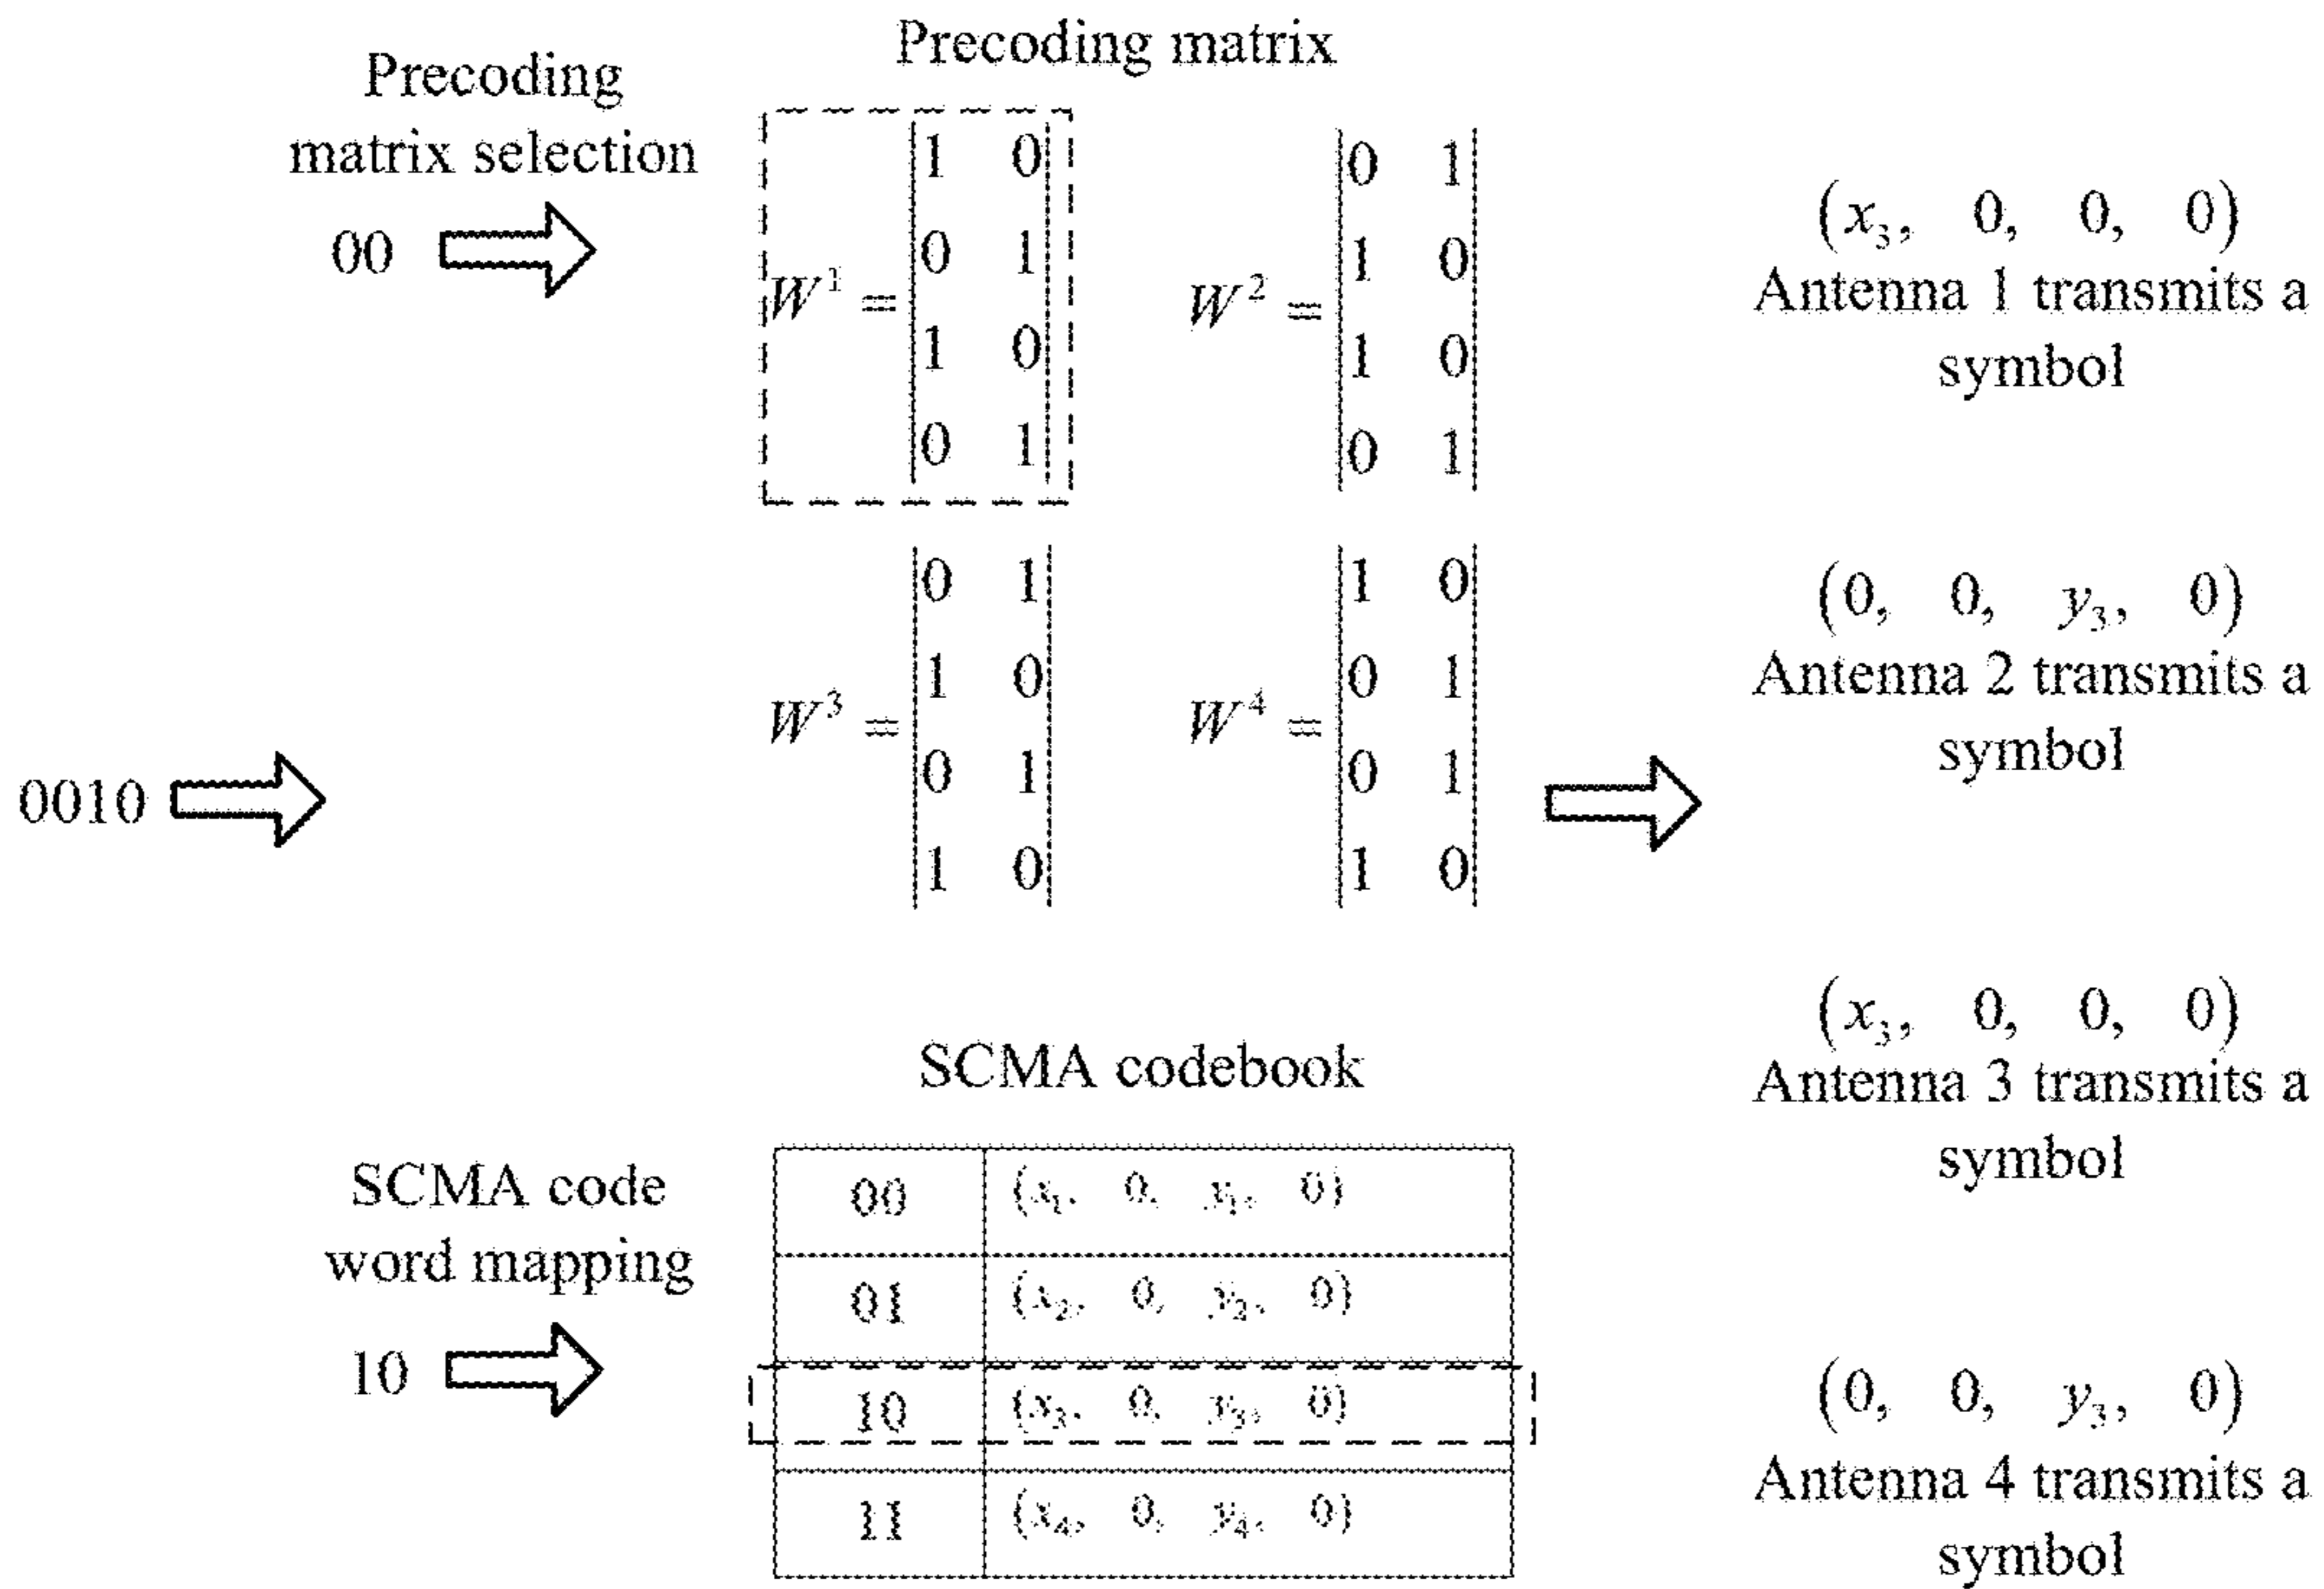 Precoding matrix
Precoding
matrix selection
00
W¹ =
1 0
0 1
1 0
0 1
W² =
0 1
1 0
1 0
0 1
(x₃, 0, 0, 0)
Antenna 1 transmits a
symbol
W³ =
0 1
1 0
0 1
1 0
W⁴ =
1 0
0 1
0 1
1 0
(0, 0, y₃, 0)
Antenna 2 transmits a
symbol
0010
(x₃, 0, 0, 0)
Antenna 3 transmits a
symbol
SCMA codebook
SCMA code
word mapping
10
00 (x₁, 0, y₁, 0)
01 (x₂, 0, y₂, 0)
10 (x₃, 0, y₃, 0)
11 (x₄, 0, y₄, 0)
(0, 0, y₃, 0)
Antenna 4 transmits a
symbol